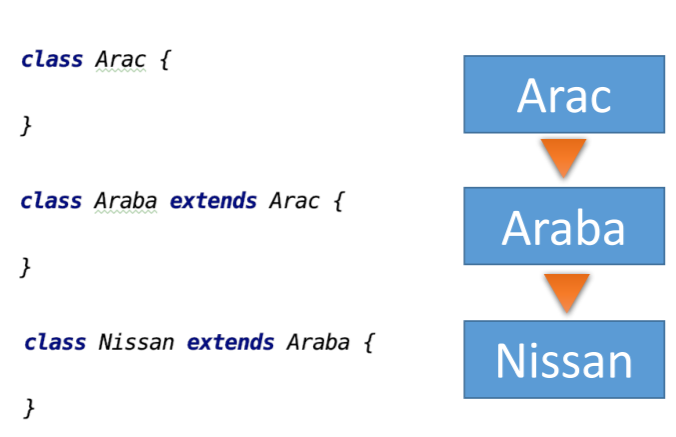 class Arac {
}
class Araba extends Arac {
}
class Nissan extends Araba {
}
Arac
Araba
Nissan